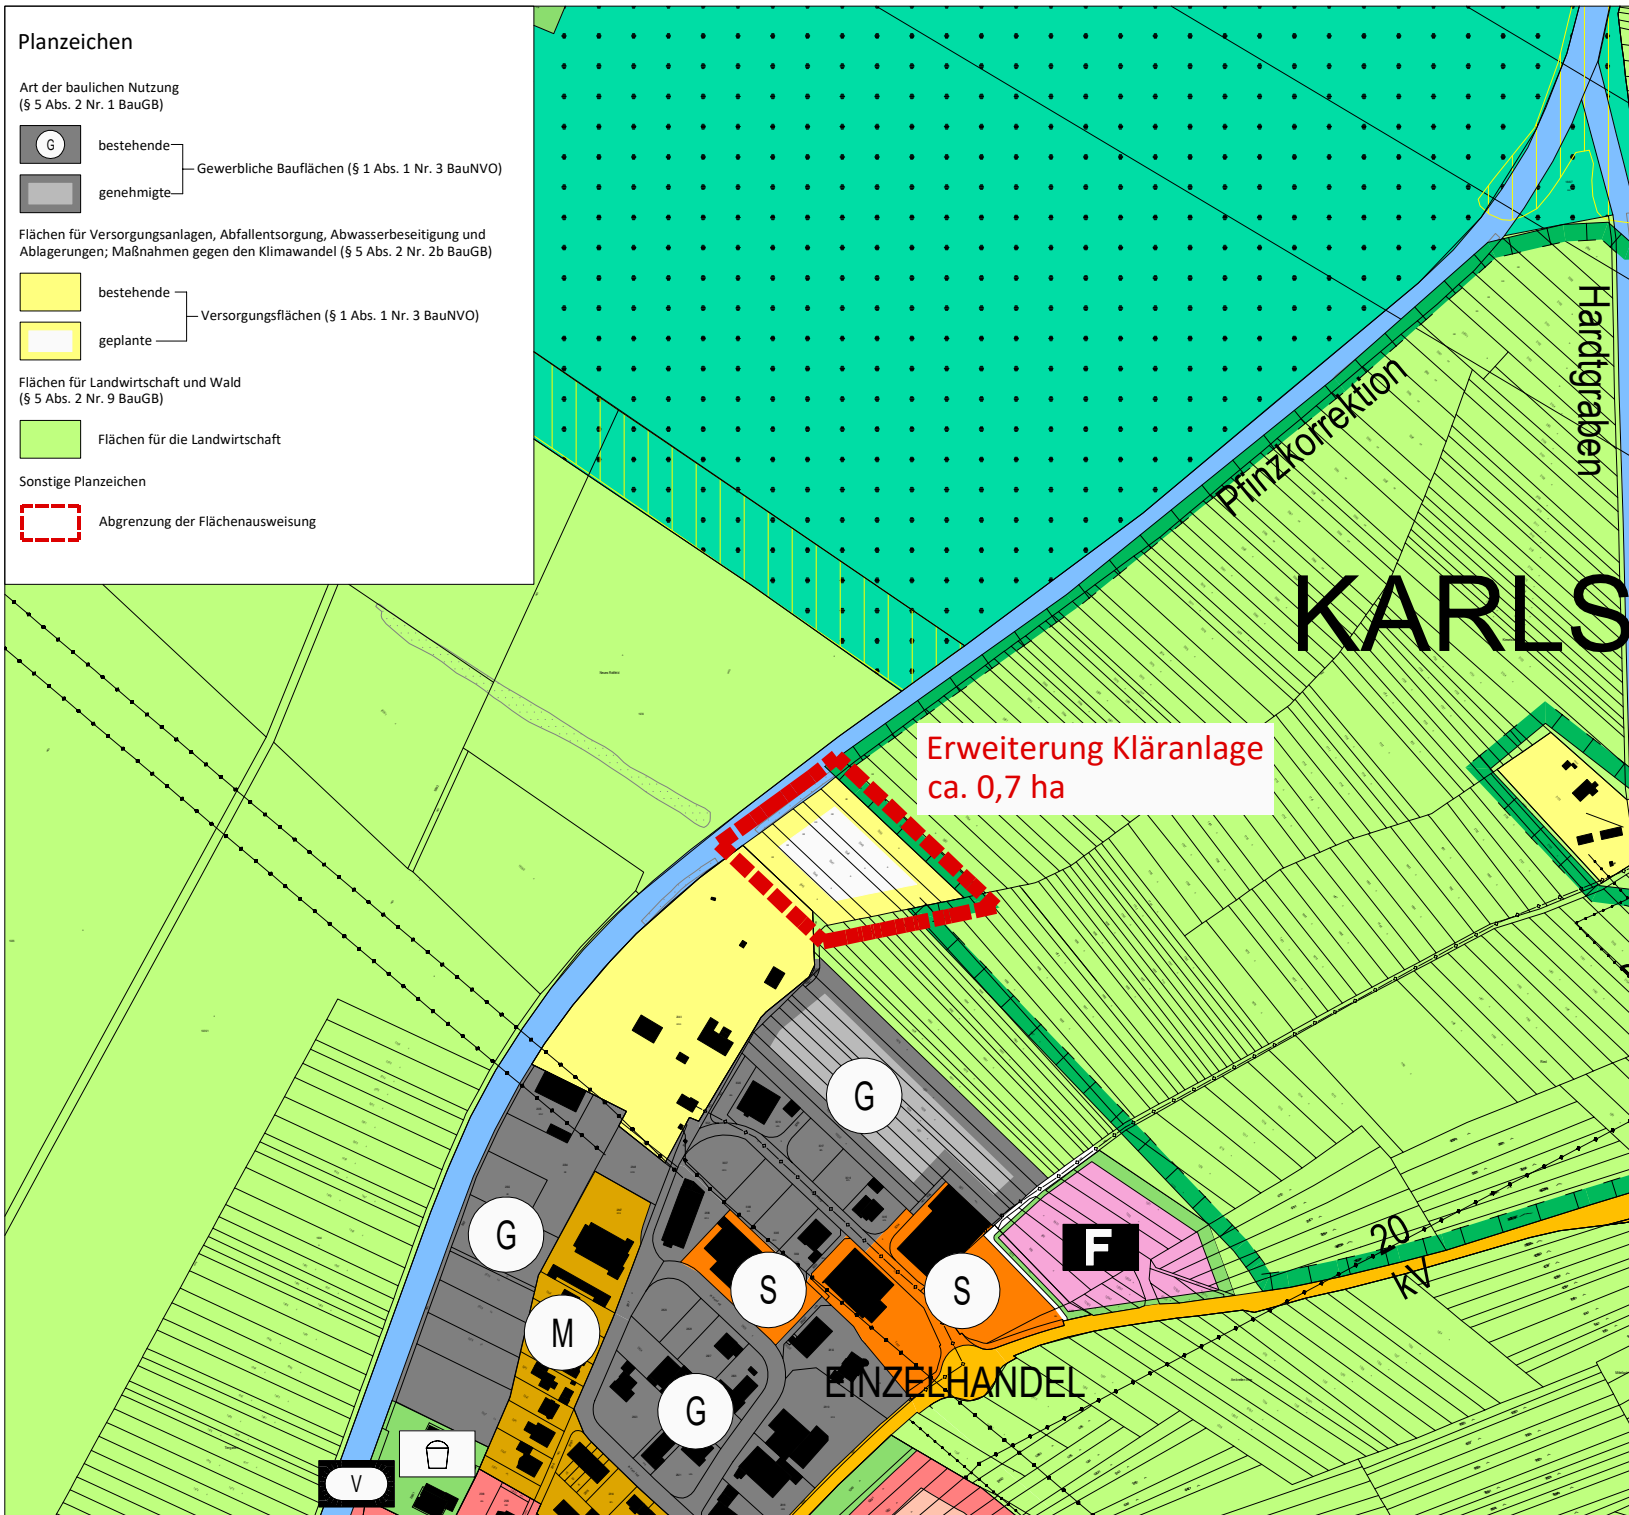 Planzeichen
Art der baulichen Nutzung
(§ 5 Abs. 2 Nr. 1 BauGB)
G
bestehende
Gewerbliche Bauflächen (§ 1 Abs. 1 Nr. 3 BauNVO)
genehmigte
Flächen für Versorgungsanlagen, Abfallentsorgung, Abwasserbeseitigung und
Ablagerungen; Maßnahmen gegen den Klimawandel (§ 5 Abs. 2 Nr. 2b BauGB)
bestehende
Versorgungsflächen (§ 1 Abs. 1 Nr. 3 BauNVO)
geplante
Flächen für Landwirtschaft und Wald
(§ 5 Abs. 2 Nr. 9 BauGB)
Flächen für die Landwirtschaft
Sonstige Planzeichen
Abgrenzung der Flächenausweisung
Hardtgraben
Pfinzkorrektion
KARLS
Erweiterung Kläranlage
ca. 0,7 ha
G
G
F
20
kV
S
S
M
EINZELHANDEL
G
V